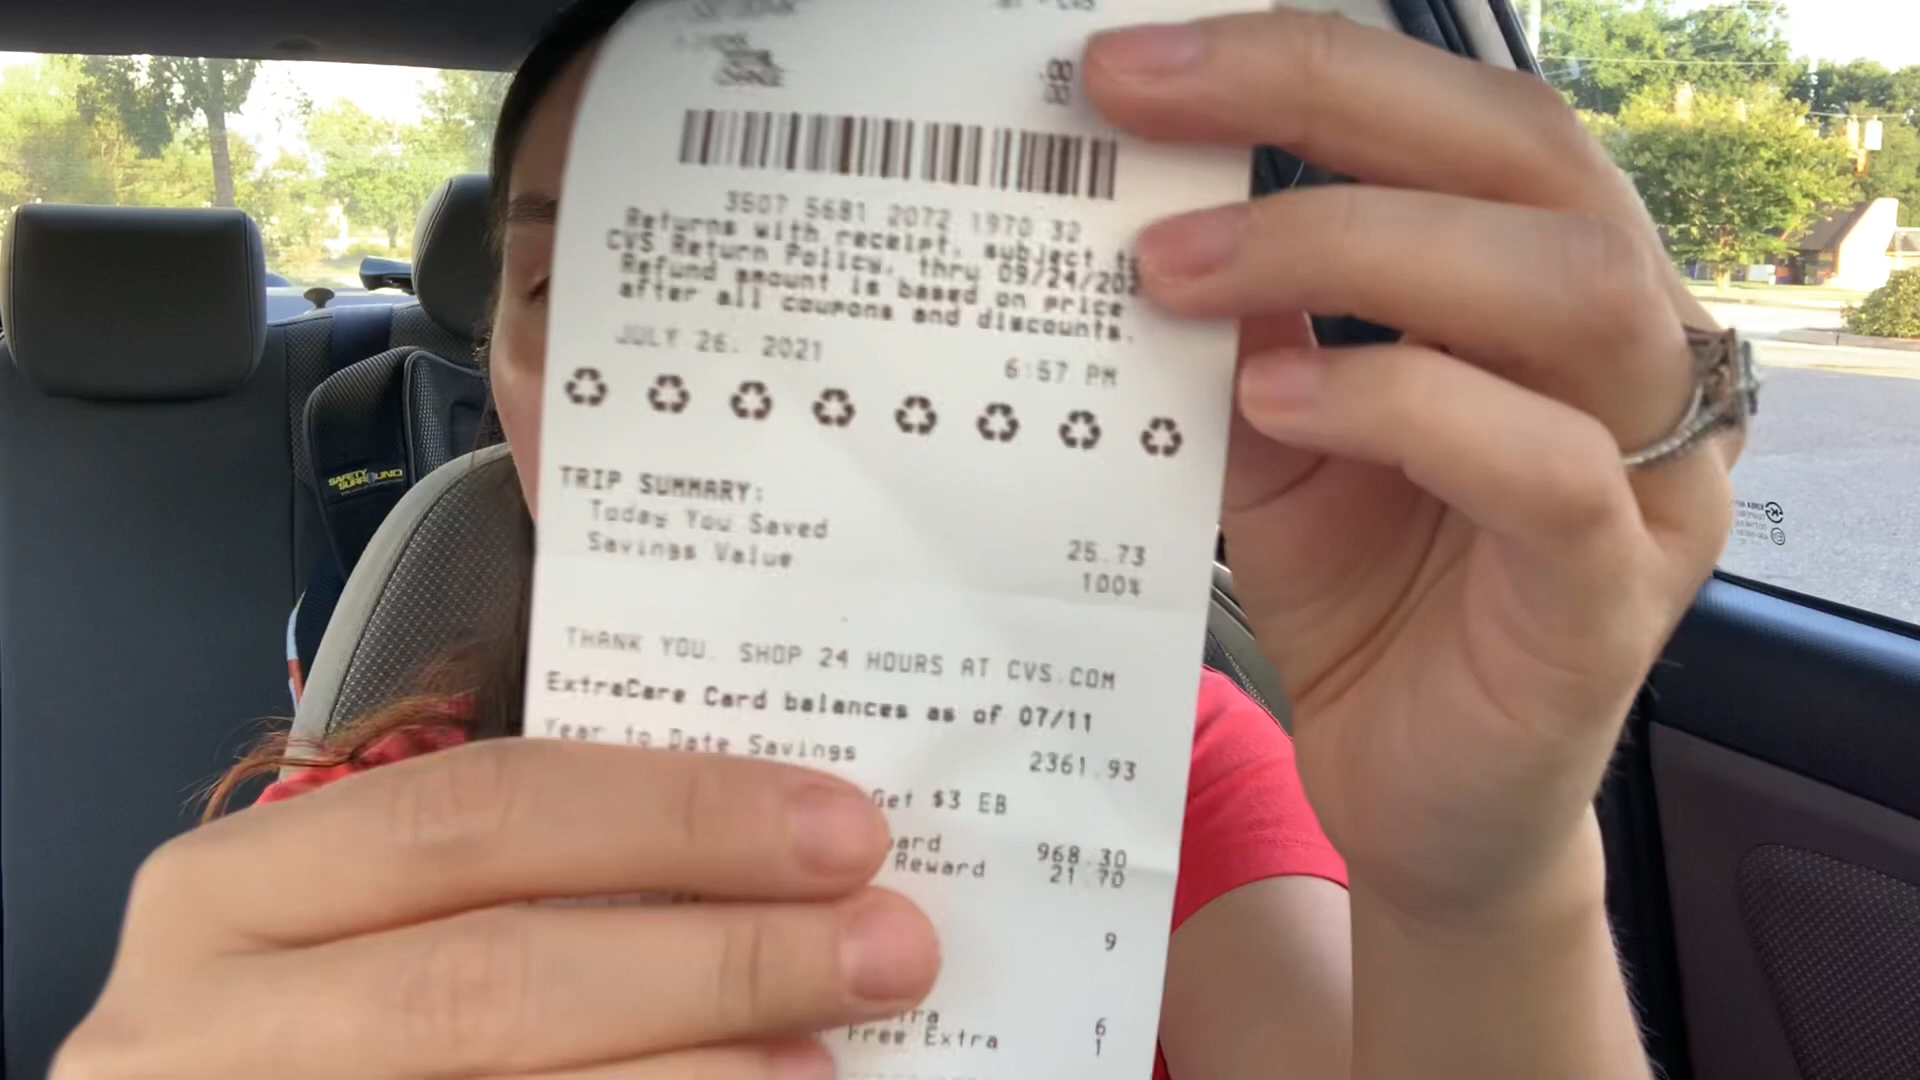 3507 5681 2072 1970 32
Returns with receipt, subject t
CVS Return Policy, thru 09/24/202
Refund amount is based on price
after all coupons and discounts.
JULY 26, 2021 6:57 PM
TRIP SUMMARY:
Today You Saved 25.73
Savings Value 100%
THANK YOU. SHOP 24 HOURS AT CVS.COM
ExtraCare Card balances as of 07/11
Year to Date Savings 2361.93
Get $3 EB
ard 968.30
Reward 21.70
9
tra 6
Free Extra 1
SAFETY
SURROUND